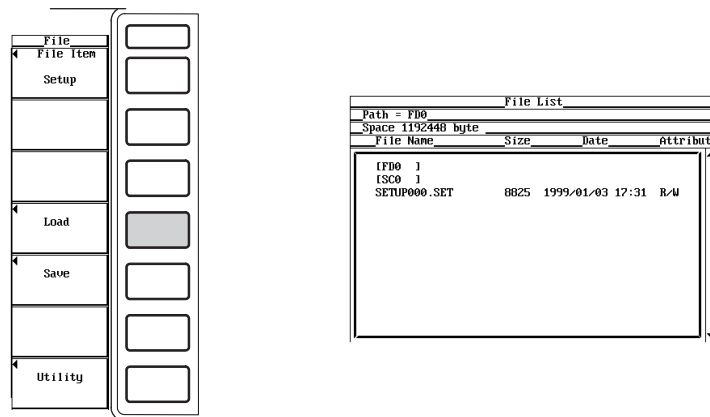 File
File Item
Setup
Load
Save
Utility
File List
Path = FD0
Space 1192448 byte
File Name Size Date Attribut
[FD0 ]
[SC0 ]
SETUP000.SET 8825 1999/01/03 17:31 R/W